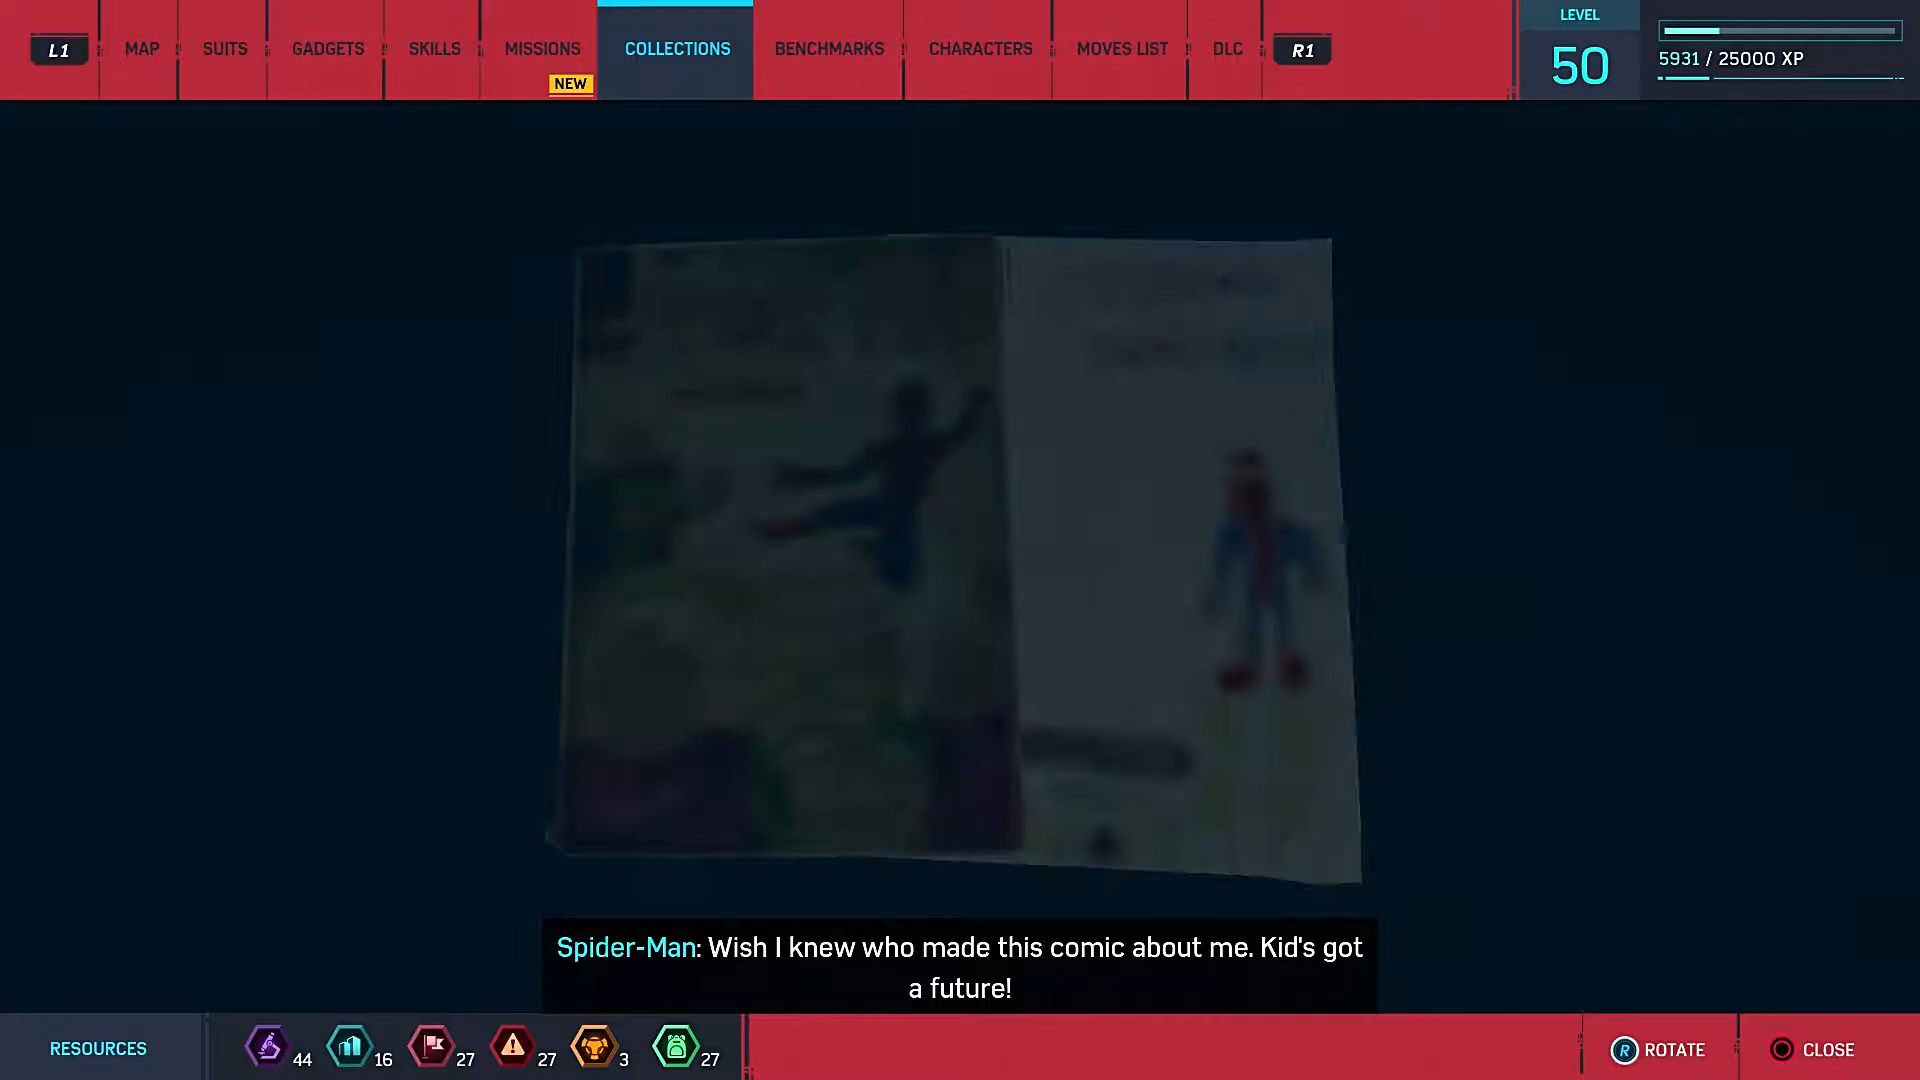 L1
MAP
SUITS
GADGETS
SKILLS
MISSIONS
NEW
COLLECTIONS
BENCHMARKS
CHARACTERS
MOVES LIST
DLC
R1
LEVEL
50
5931 / 25000 XP
Spider-Man: Wish I knew who made this comic about me. Kid's got
a future!
RESOURCES
44
16
27
27
3
27
R ROTATE
CLOSE